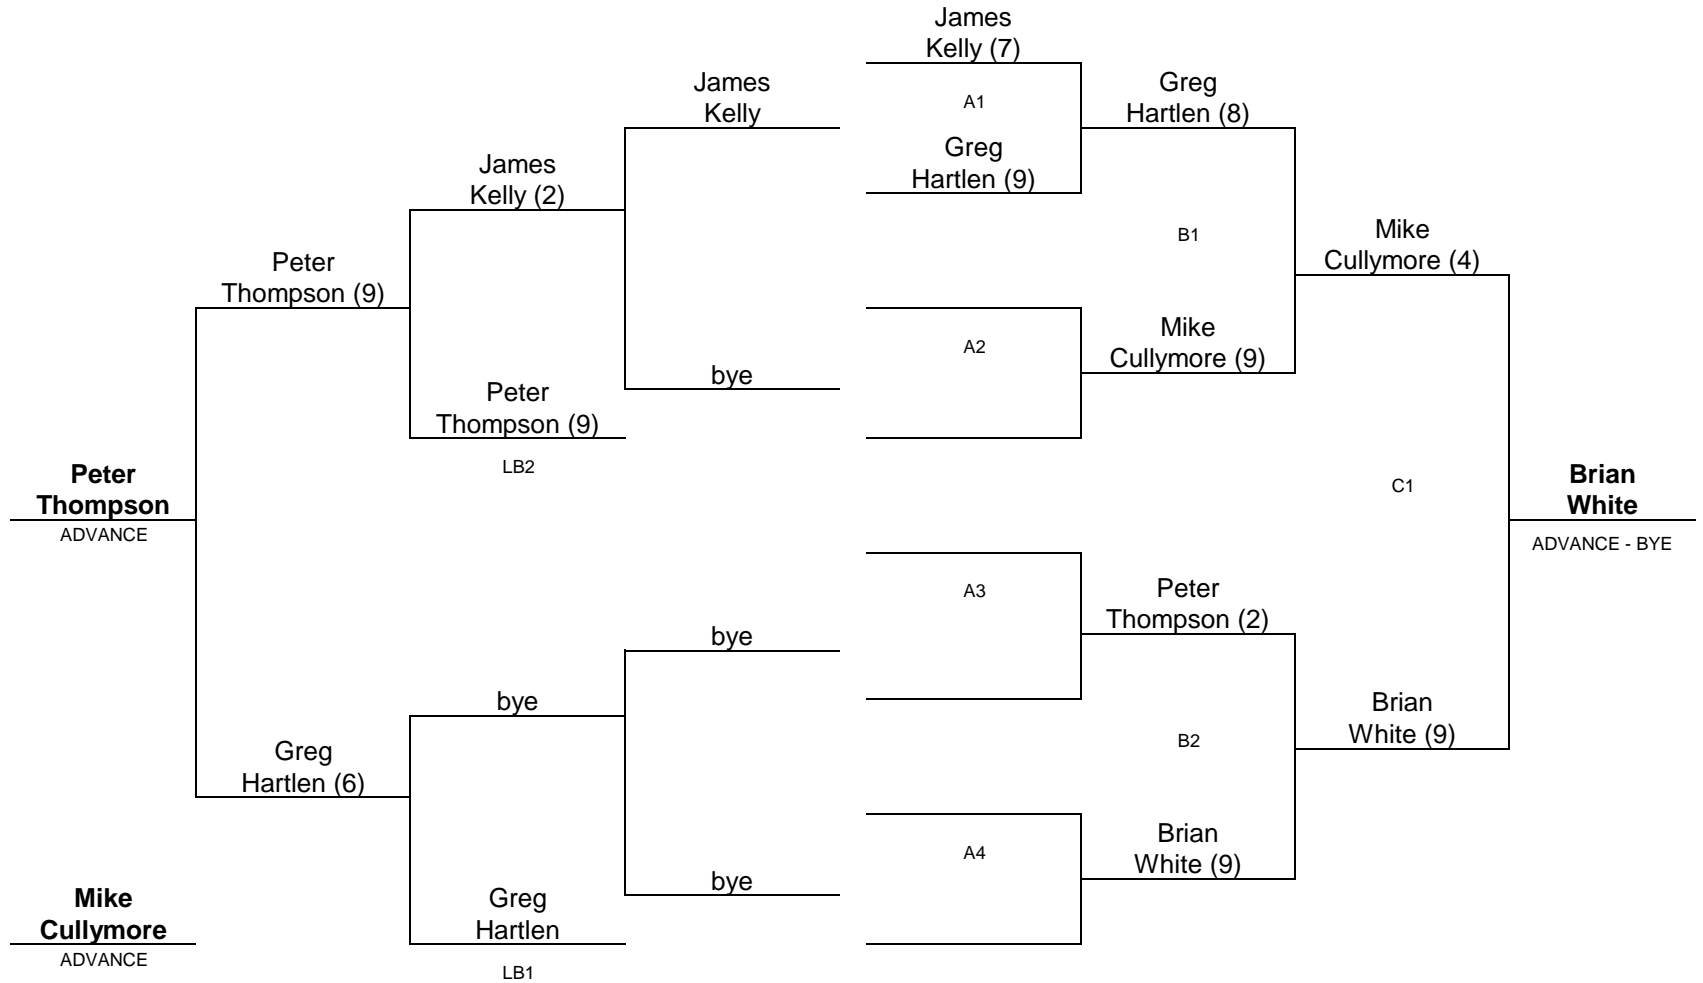 James
Kelly (7)
James
Kelly
A1
Greg
Hartlen (8)
Greg
Hartlen (9)
James
Kelly (2)
B1
Mike
Cullymore (4)
Peter
Thompson (9)
Mike
Cullymore (9)
A2
bye
Peter
Thompson (9)
LB2
Peter
Thompson
ADVANCE
C1
Brian
White
ADVANCE - BYE
A3
Peter
Thompson (2)
bye
bye
Brian
White (9)
B2
Greg
Hartlen (6)
A4
Brian
White (9)
bye
Mike
Cullymore
ADVANCE
Greg
Hartlen
LB1